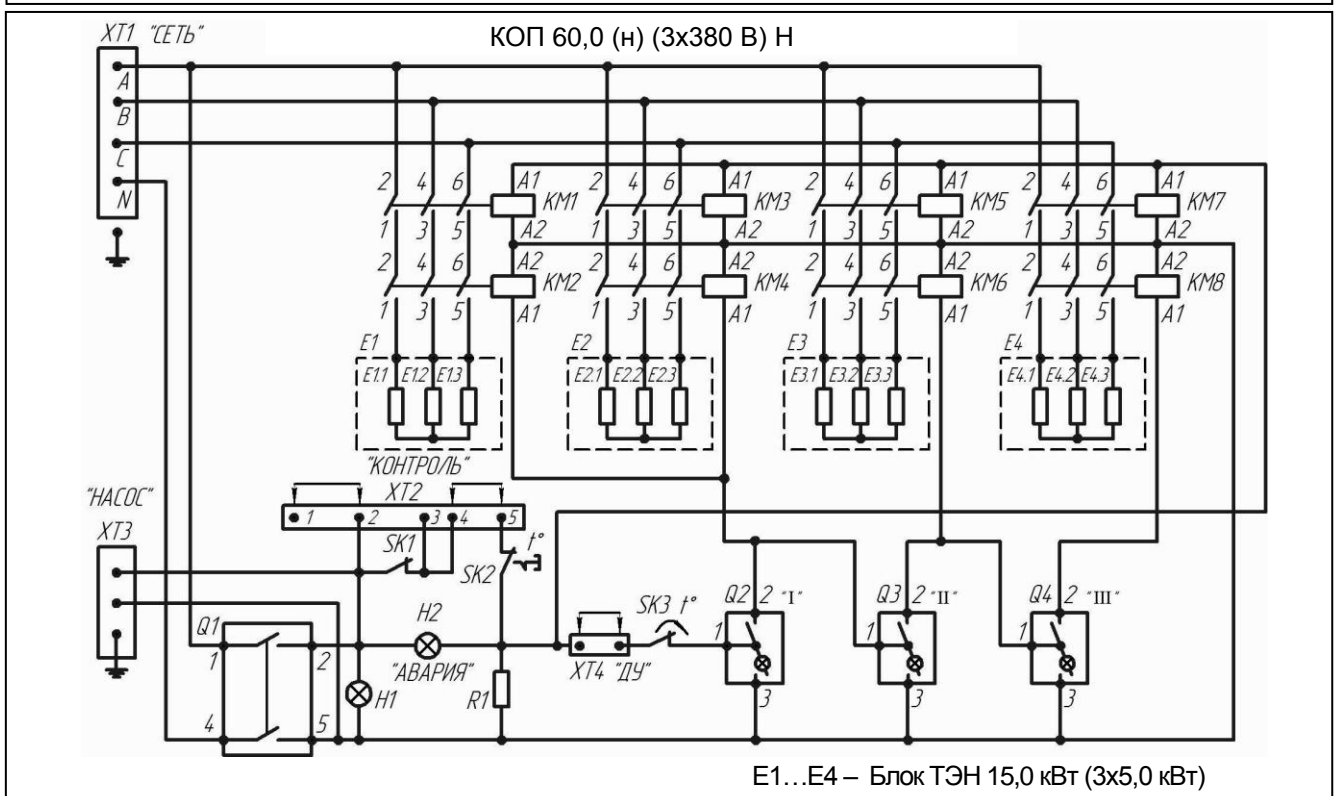 КОП 60,0 (н) (3х380 В) Н
XT1 "СЕТЬ"
A
B
C
N
2 4 6 A1 KM1 2 4 6 A1 KM3 2 4 6 A1 KM5 2 4 6 A1 KM7
1 3 5 A2 1 3 5 A2 1 3 5 A2 1 3 5 A2
2 4 6 A2 KM2 2 4 6 A2 KM4 2 4 6 A2 KM6 2 4 6 A2 KM8
1 3 5 A1 1 3 5 A1 1 3 5 A1 1 3 5 A1
E1 E2 E3 E4
E1.1 E1.2 E1.3 E2.1 E2.2 E2.3 E3.1 E3.2 E3.3 E4.1 E4.2 E4.3
"КОНТРОЛЬ"
XT2
1 2 3 4 5
"НАСОС"
XT3
SK1
SK2 t°
Q1
1 2
4 5
H2
"АВАРИЯ"
H1
R1
XT4 "ДУ"
SK3 t°
Q2 2 "I"
1
3
Q3 2 "II"
1
3
Q4 2 "III"
1
3
Е1...Е4 – Блок ТЭН 15,0 кВт (3х5,0 кВт)